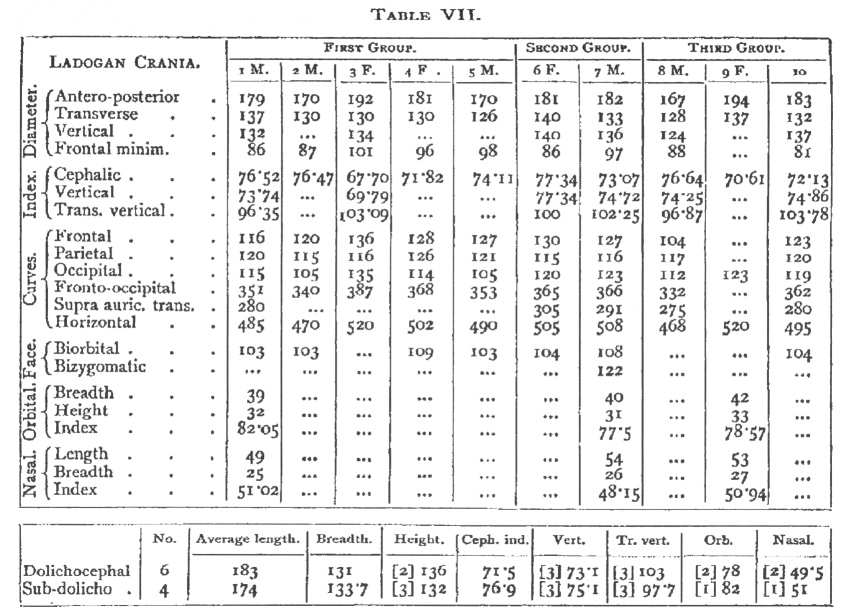 TABLE VII.
LADOGAN CRANIA. FIRST GROUP. SECOND GROUP. THIRD GROUP.
1 M. 2 M. 3 F. 4 F. 5 M. 6 F. 7 M. 8 M. 9 F. 10
Diameter.
Antero-posterior . 179 170 192 181 170 181 182 167 194 183
Transverse . . 137 130 130 130 126 140 133 128 137 132
Vertical . . . 132 ... 134 ... ... 140 136 124 ... 137
Frontal minim. . 86 87 101 96 98 86 97 88 ... 81
Index.
Cephalic . . . 76·52 76·47 67·70 71·82 74·11 77·34 73·07 76·64 70·61 72·13
Vertical . . . 73·74 ... 69·79 ... ... 77·34 74·72 74·25 ... 74·86
Trans. vertical . . 96·35 ... 103·09 ... ... 100 102·25 96·87 ... 103·78
Curves.
Frontal . . . 116 120 136 128 127 130 127 104 ... 123
Parietal . . . 120 115 116 126 121 115 116 117 ... 120
Occipital . . . 115 105 135 114 105 120 123 112 123 119
Fronto-occipital . 351 340 387 368 353 365 366 332 ... 362
Supra auric. trans. . 280 ... ... ... ... 305 291 275 ... 280
Horizontal . . 485 470 520 502 490 505 508 468 520 495
Face.
Biorbital . . . 103 103 ... 109 103 104 108 ... ... 104
Bizygomatic . . ... ... ... ... ... ... 122 ... ... ...
Orbital.
Breadth . . . 39 ... ... ... ... ... 40 ... 42 ...
Height . . . 32 ... ... ... ... ... 31 ... 33 ...
Index . . . 82·05 ... ... ... ... ... 77·5 ... 78·57 ...
Nasal.
Length . . . 49 ... ... ... ... ... 54 ... 53 ...
Breadth . . . 25 ... ... ... ... ... 26 ... 27 ...
Index . . . 51·02 ... ... ... ... ... 48·15 ... 50·94 ...
No. Average length. Breadth. Height. Ceph. ind. Vert. Tr. vert. Orb. Nasal.
Dolichocephal 6 183 131 [2] 136 71·5 [3] 73·1 [3] 103 [2] 78 [2] 49·5
Sub-dolicho . 4 174 133·7 [3] 132 76·9 [3] 75·1 [3] 97·7 [1] 82 [1] 51